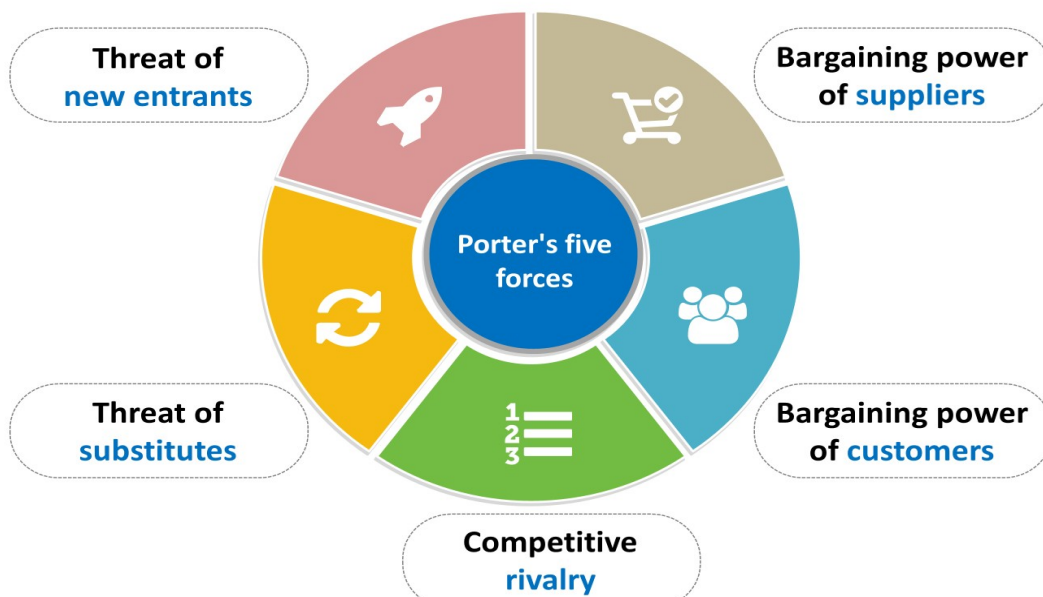 Threat of
new entrants
Bargaining power
of suppliers
Porter's five
forces
Threat of
substitutes
1
2
3
Bargaining power
of customers
Competitive
rivalry